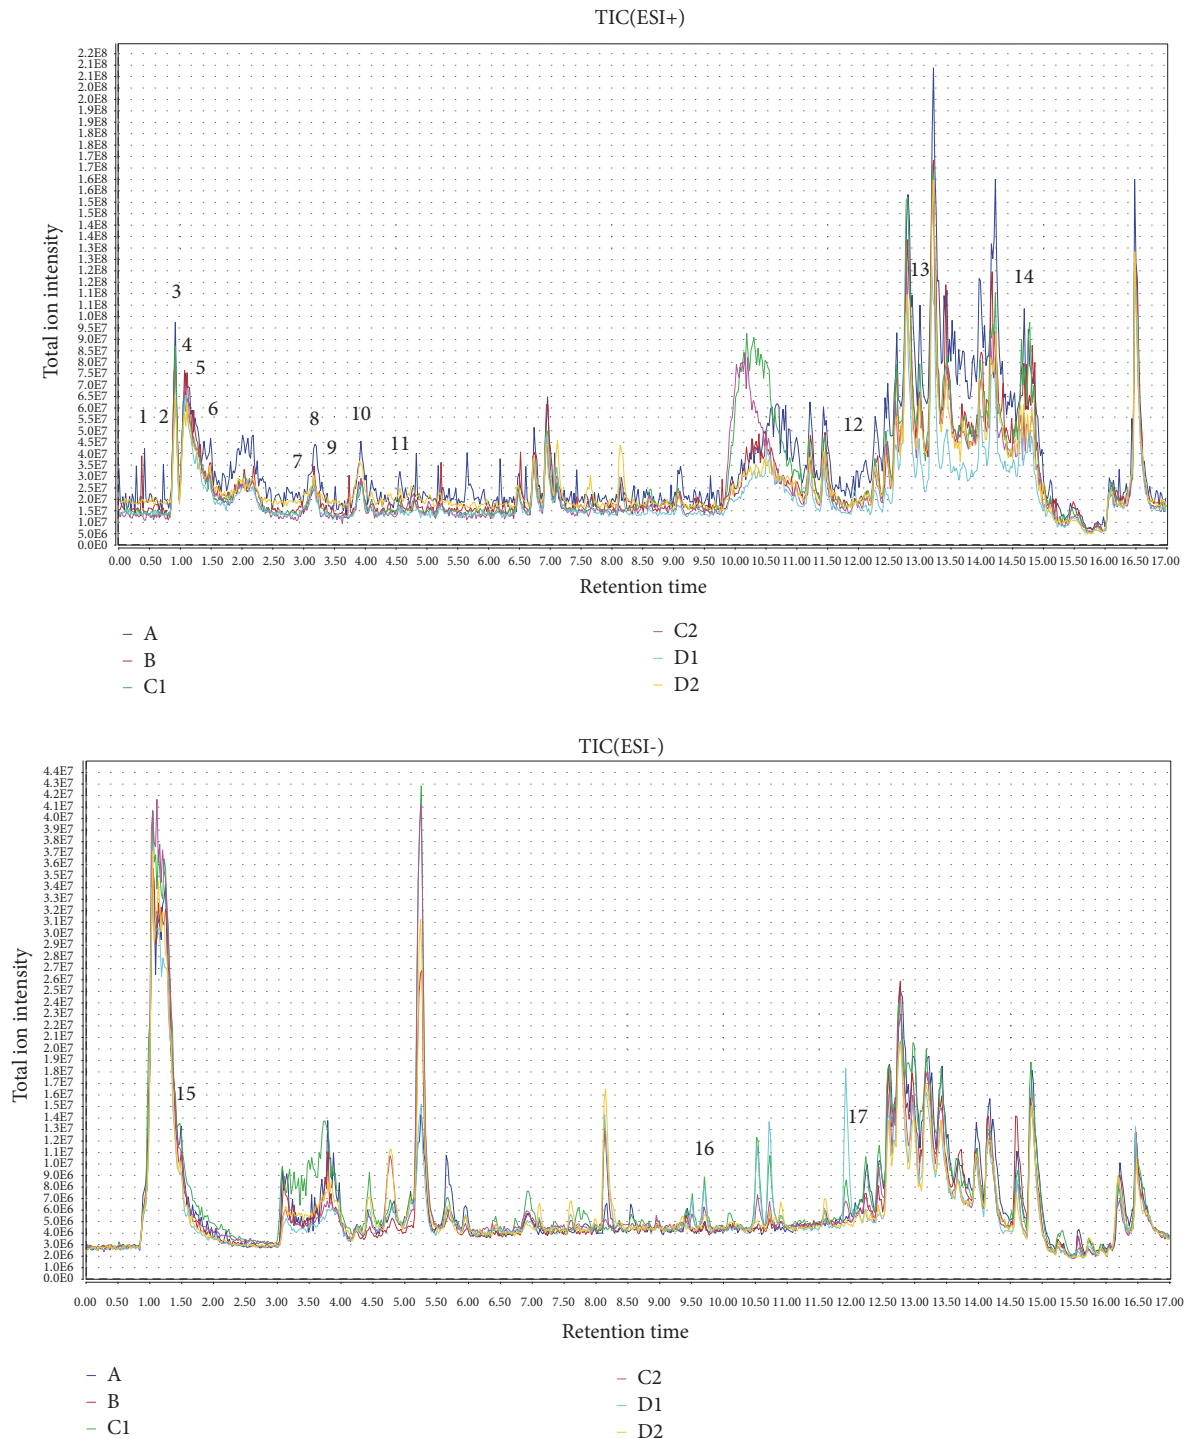 TIC(ESI+)
2.2E8
2.1E8
2.0E8
1.9E8
1.8E8
1.7E8
1.6E8
1.5E8
1.4E8
1.3E8
1.2E8
1.1E8
1.0E8
9.5E7
9.0E7
8.5E7
8.0E7
7.5E7
7.0E7
6.5E7
6.0E7
5.5E7
5.0E7
4.5E7
4.0E7
3.5E7
3.0E7
2.5E7
2.0E7
1.5E7
1.0E7
5.0E6
0.0E0
Total ion intensity
1 2 3 4 5 6 7 8 9 10 11 12 13 14
0.00 0.50 1.00 1.50 2.00 2.50 3.00 3.50 4.00 4.50 5.00 5.50 6.00 6.50 7.00 7.50 8.00 8.50 9.00 9.50 10.00 10.50 11.00 11.50 12.00 12.50 13.00 13.50 14.00 14.50 15.00 15.50 16.00 16.50 17.00
Retention time
A
B
C1
C2
D1
D2
TIC(ESI-)
4.4E7
4.3E7
4.2E7
4.1E7
4.0E7
3.9E7
3.8E7
3.7E7
3.6E7
3.5E7
3.4E7
3.3E7
3.2E7
3.1E7
3.0E7
2.9E7
2.8E7
2.7E7
2.6E7
2.5E7
2.4E7
2.3E7
2.2E7
2.1E7
2.0E7
1.9E7
1.8E7
1.7E7
1.6E7
1.5E7
1.4E7
1.3E7
1.2E7
1.1E7
1.0E7
9.0E6
8.0E6
7.0E6
6.0E6
5.0E6
4.0E6
3.0E6
2.0E6
1.0E6
0.0E0
Total ion intensity
15 16 17
0.00 0.50 1.00 1.50 2.00 2.50 3.00 3.50 4.00 4.50 5.00 5.50 6.00 6.50 7.00 7.50 8.00 8.50 9.00 9.50 10.00 10.50 11.00 11.50 12.00 12.50 13.00 13.50 14.00 14.50 15.00 15.50 16.00 16.50 17.00
Retention time
A
B
C1
C2
D1
D2